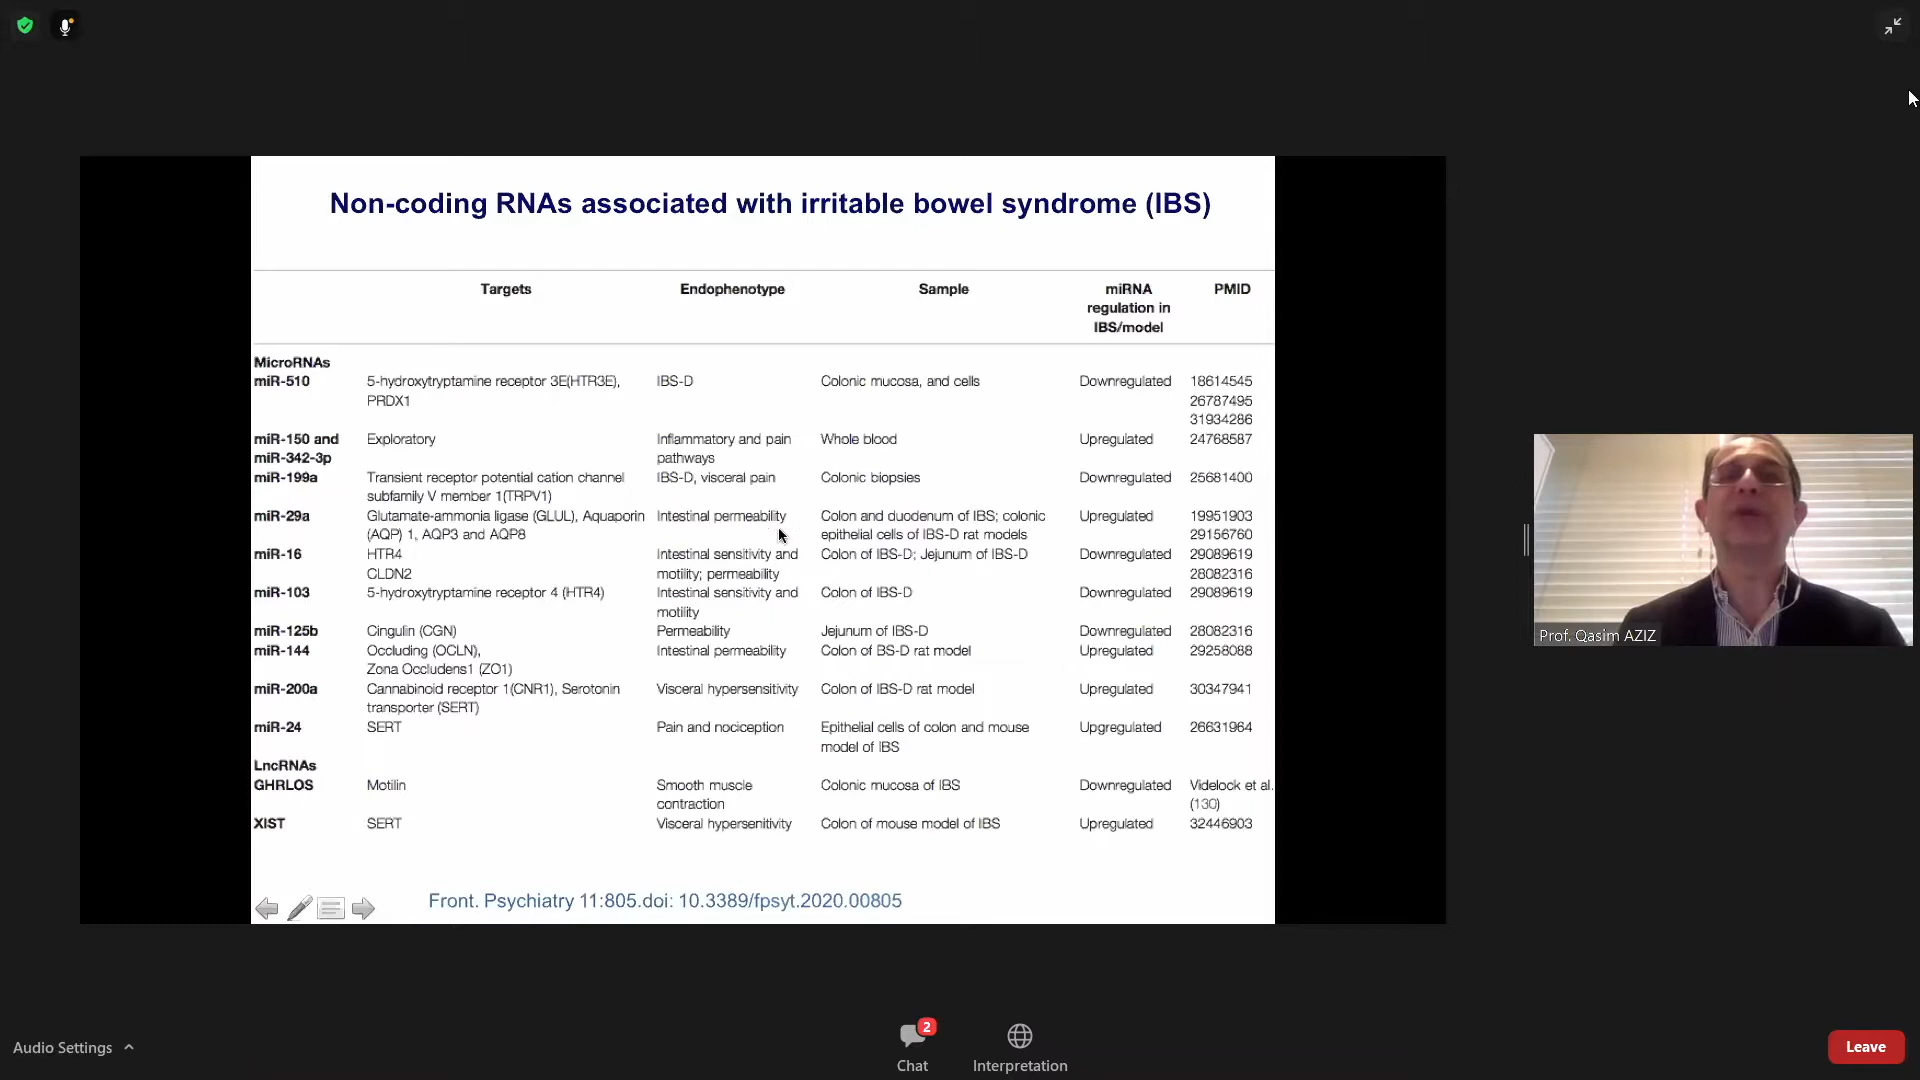 Non-coding RNAs associated with irritable bowel syndrome (IBS)
Targets Endophenotype Sample miRNA PMID
regulation in
IBS/model
MicroRNAs
miR-510 5-hydroxytryptamine receptor 3E(HTR3E), IBS-D Colonic mucosa, and cells Downregulated 18614545
PRDX1 26787495
31934286
miR-150 and Exploratory Inflammatory and pain Whole blood Upregulated 24768587
miR-342-3p pathways
miR-199a Transient receptor potential cation channel IBS-D, visceral pain Colonic biopsies Downregulated 25681400
subfamily V member 1(TRPV1)
miR-29a Glutamate-ammonia ligase (GLUL), Aquaporin Intestinal permeability Colon and duodenum of IBS; colonic Upregulated 19951903
(AQP) 1, AQP3 and AQP8 epithelial cells of IBS-D rat models 29156760
miR-16 HTR4 Intestinal sensitivity and Colon of IBS-D; Jejunum of IBS-D Downregulated 29089619
CLDN2 motility; permeability 28082316
miR-103 5-hydroxytryptamine receptor 4 (HTR4) Intestinal sensitivity and Colon of IBS-D Downregulated 29089619
motility
miR-125b Cingulin (CGN) Permeability Jejunum of IBS-D Downregulated 28082316
miR-144 Occluding (OCLN), Intestinal permeability Colon of BS-D rat model Upregulated 29258088
Zona Occludens1 (ZO1)
miR-200a Cannabinoid receptor 1(CNR1), Serotonin Visceral hypersensitivity Colon of IBS-D rat model Upregulated 30347941
transporter (SERT)
miR-24 SERT Pain and nociception Epithelial cells of colon and mouse Upgregulated 26631964
model of IBS
LncRNAs
GHRLOS Motilin Smooth muscle Colonic mucosa of IBS Downregulated Videlock et al.
contraction (130)
XIST SERT Visceral hypersenitivity Colon of mouse model of IBS Upregulated 32446903
Front. Psychiatry 11:805.doi: 10.3389/fpsyt.2020.00805
Prof. Qasim AZIZ
Audio Settings
2
Chat
Interpretation
Leave